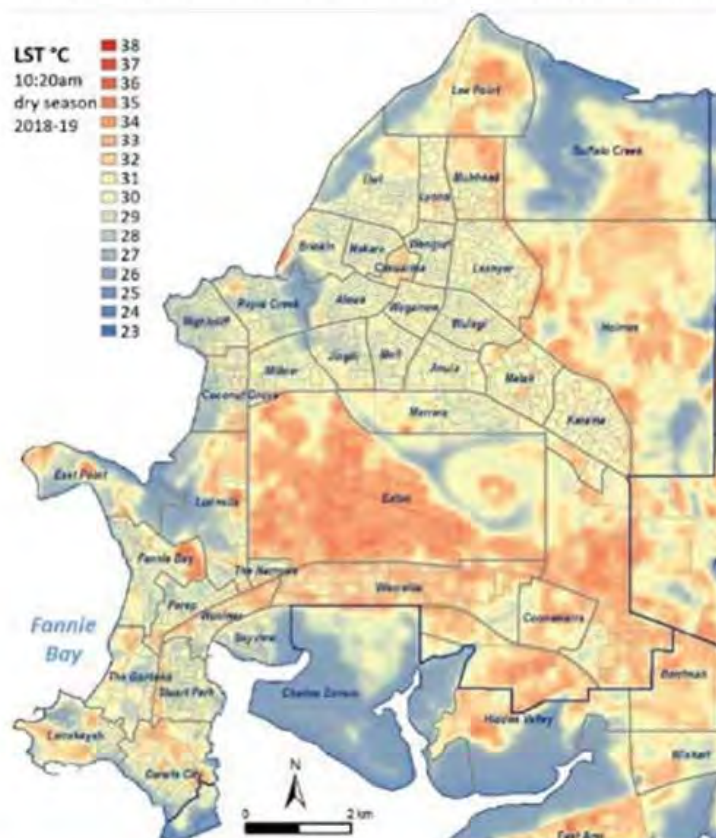 LST °C
10:20am
dry season
2018-19
38
37
36
35
34
33
32
31
30
29
28
27
26
25
24
23
Lee Point
Buffalo Creek
Tiwi
Lyons
Muirhead
Brinkin
Nakara
Wanguri
Casuarina
Leanyer
Holmes
Rapid Creek
Alawa
Wagaman
Nightcliff
Wulagi
Jingili
Moil
Anula
Malak
Millner
Coconut Grove
Karama
Marrara
East Point
Ludmilla
Eaton
Fannie Bay
The Narrows
Winnellie
Parap
Woolner
Coonawarra
Fannie
Bay
Bayview
The Gardens
Stuart Park
Charles Darwin
Berrimah
Hidden Valley
Larrakeyah
Darwin City
Wishart
East Arm
N
0
2 km